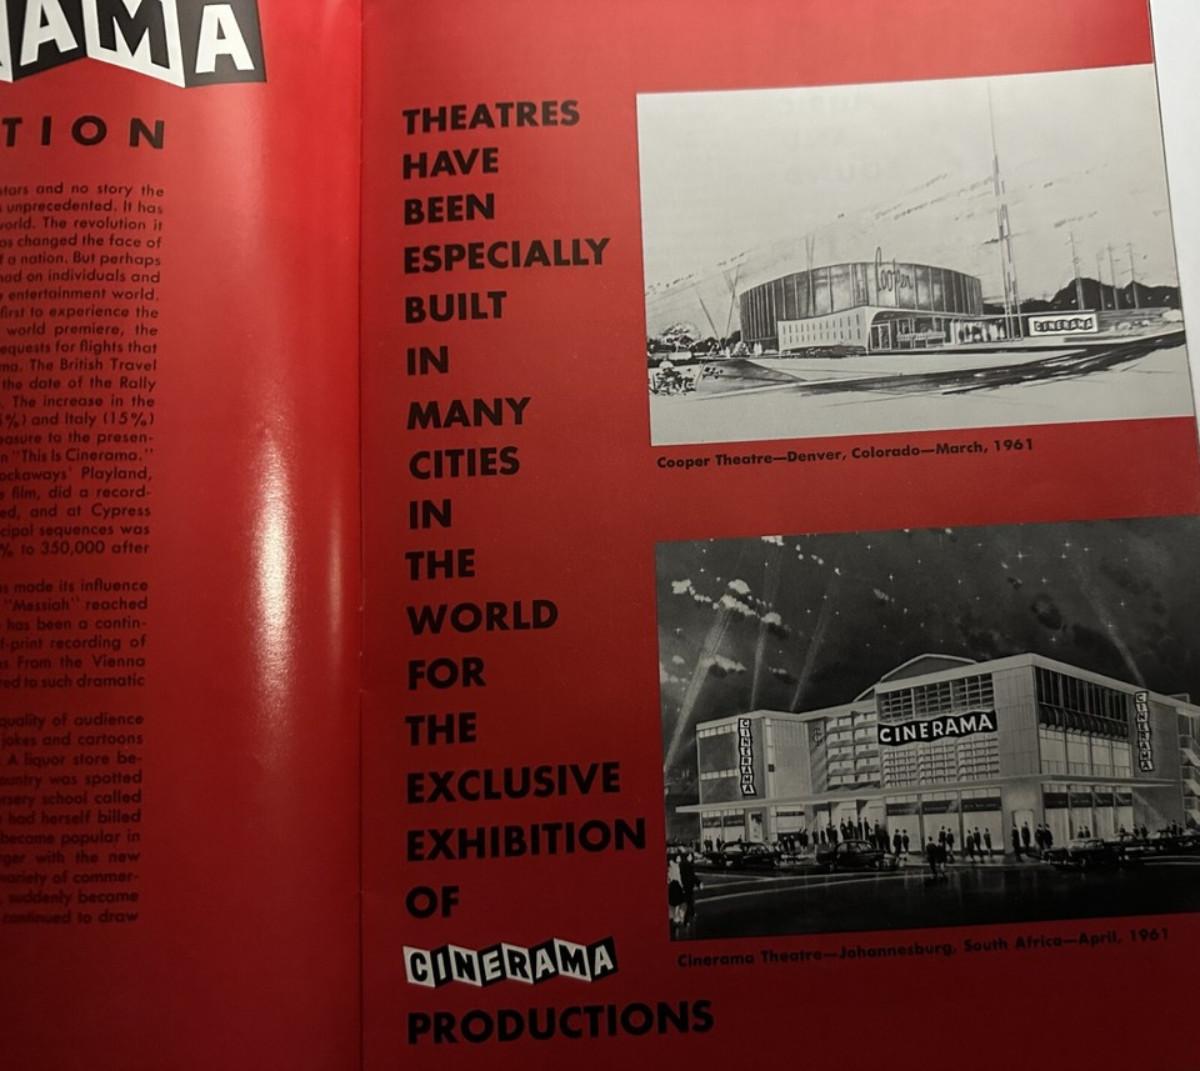 AMA
TION
stars and no story the
unprecedented. It has
world. The revolution it
as changed the face of
f a nation. But perhaps
had on individuals and
entertainment world.
first to experience the
world premiere, the
requests for flights that
ma. The British Travel
the date of the Rally
. The increase in the
%) and Italy (15%)
easure to the presen-
n "This Is Cinerama."
ockaways' Playland,
film, did a record-
ed, and at Cypress
cipal sequences was
% to 350,000 after
s made its influence
"Messiah" reached
has been a contin-
f-print recording of
s From the Vienna
red to such dramatic
quality of audience
jokes and cartoons
. A liquor store be-
ountry was spotted
rsery school called
had herself billed
became popular in
rger with the new
variety of commer-
, suddenly became
continued to draw
THEATRES
HAVE
BEEN
ESPECIALLY
BUILT
IN
MANY
CITIES
IN
THE
WORLD
FOR
THE
EXCLUSIVE
EXHIBITION
OF
CINERAMA
PRODUCTIONS
Cooper
CINERAMA
Cooper Theatre—Denver, Colorado—March, 1961
CINERAMA
CINERAMA
CINERAMA
Cinerama Theatre—Johannesburg, South Africa—April, 1961